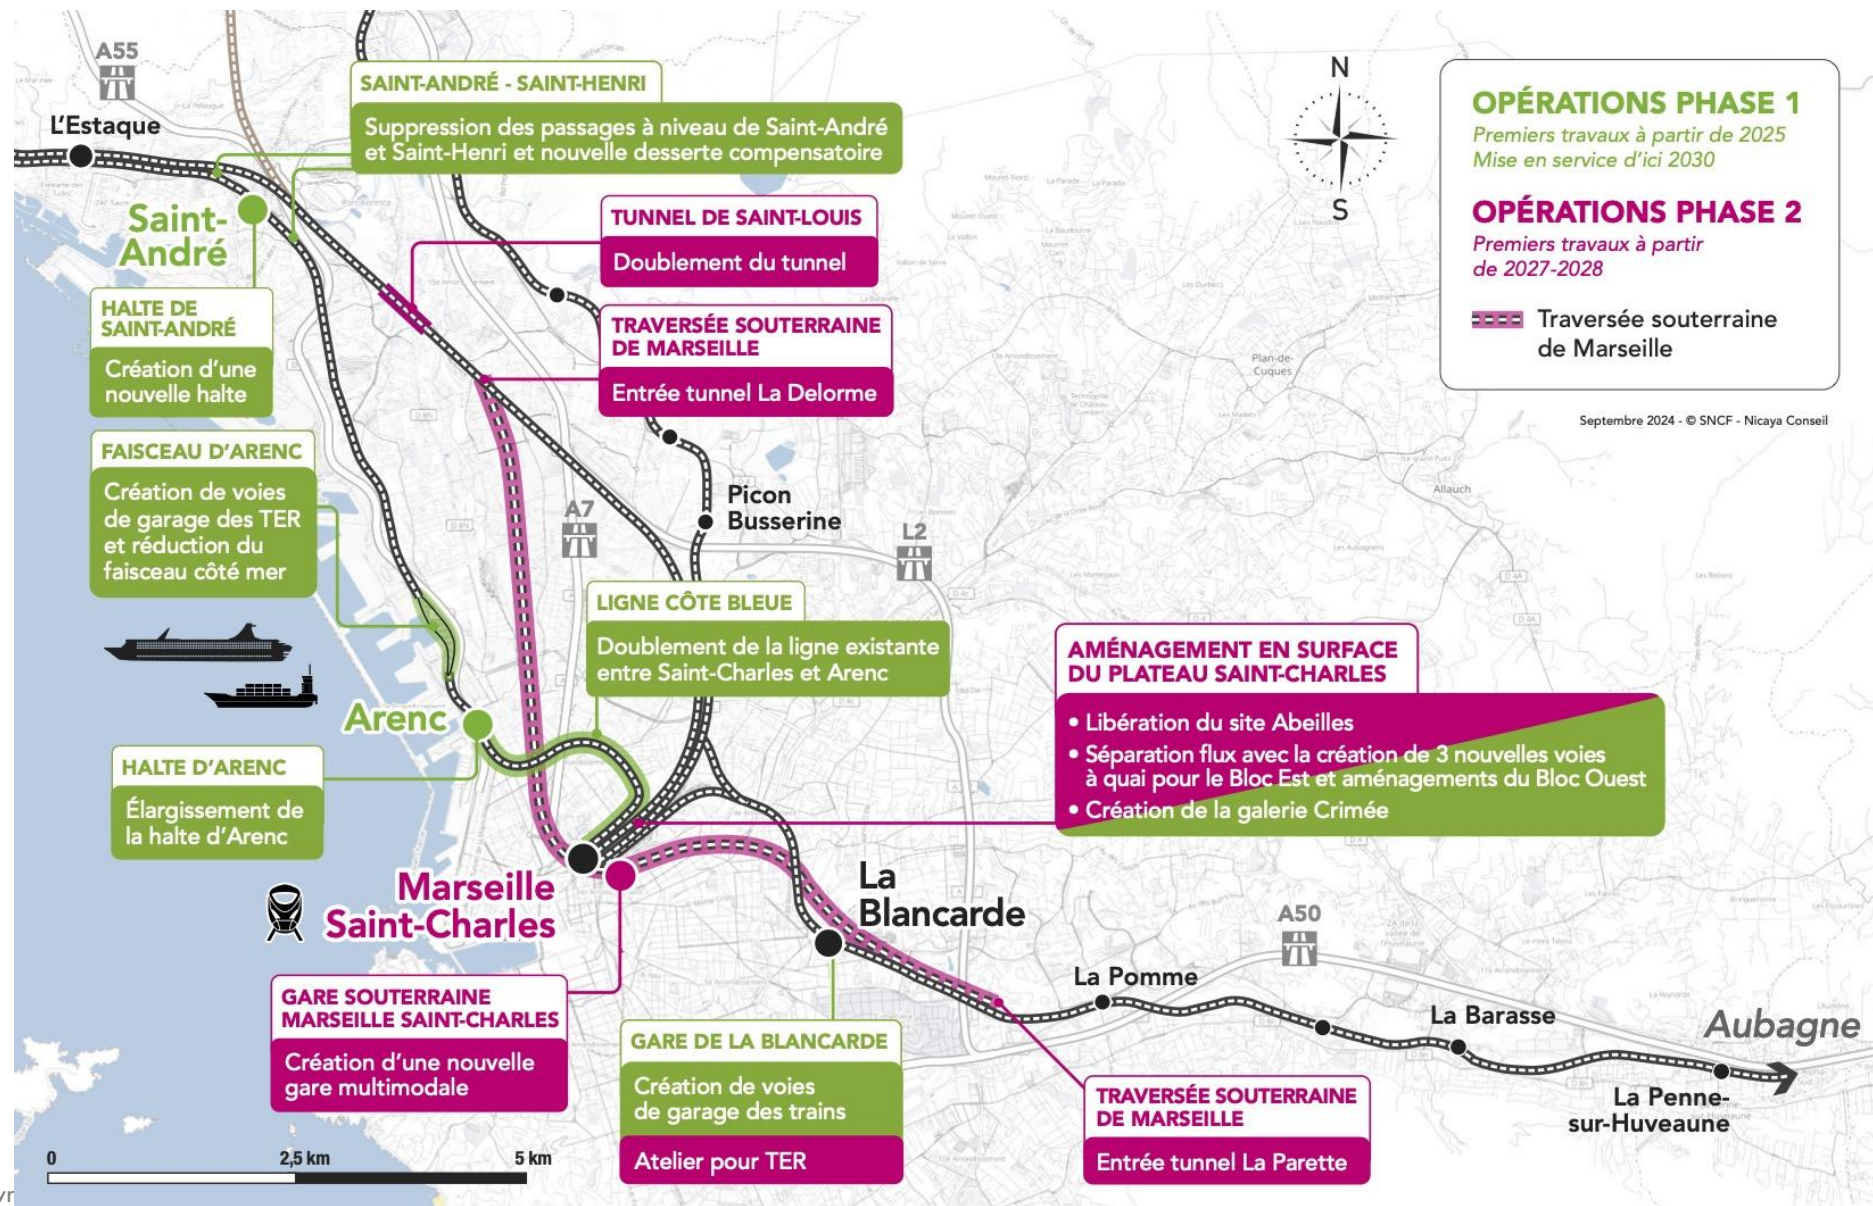 A55
L'Estaque
SAINT-ANDRÉ - SAINT-HENRI
Suppression des passages à niveau de Saint-André
et Saint-Henri et nouvelle desserte compensatoire
N
S
OPÉRATIONS PHASE 1
Premiers travaux à partir de 2025
Mise en service d'ici 2030
OPÉRATIONS PHASE 2
Premiers travaux à partir
de 2027-2028
Traversée souterraine
de Marseille
Septembre 2024 - © SNCF - Nicaya Conseil
Saint-
André
TUNNEL DE SAINT-LOUIS
Doublement du tunnel
HALTE DE
SAINT-ANDRÉ
Création d'une
nouvelle halte
TRAVERSÉE SOUTERRAINE
DE MARSEILLE
Entrée tunnel La Delorme
Plan-de-
Cuques
Allauch
FAISCEAU D'ARENC
Création de voies
de garage des TER
et réduction du
faisceau côté mer
A7
Picon
Busserine
L2
LIGNE CÔTE BLEUE
Doublement de la ligne existante
entre Saint-Charles et Arenc
AMÉNAGEMENT EN SURFACE
DU PLATEAU SAINT-CHARLES
• Libération du site Abeilles
• Séparation flux avec la création de 3 nouvelles voies
à quai pour le Bloc Est et aménagements du Bloc Ouest
• Création de la galerie Crimée
Arenc
HALTE D'ARENC
Élargissement de
la halte d'Arenc
Marseille
Saint-Charles
La
Blancarde
A50
La Pomme
La Barasse
Aubagne
La Penne-
sur-Huveaune
GARE SOUTERRAINE
MARSEILLE SAINT-CHARLES
Création d'une nouvelle
gare multimodale
GARE DE LA BLANCARDE
Création de voies
de garage des trains
Atelier pour TER
TRAVERSÉE SOUTERRAINE
DE MARSEILLE
Entrée tunnel La Parette
0
2,5 km
5 km